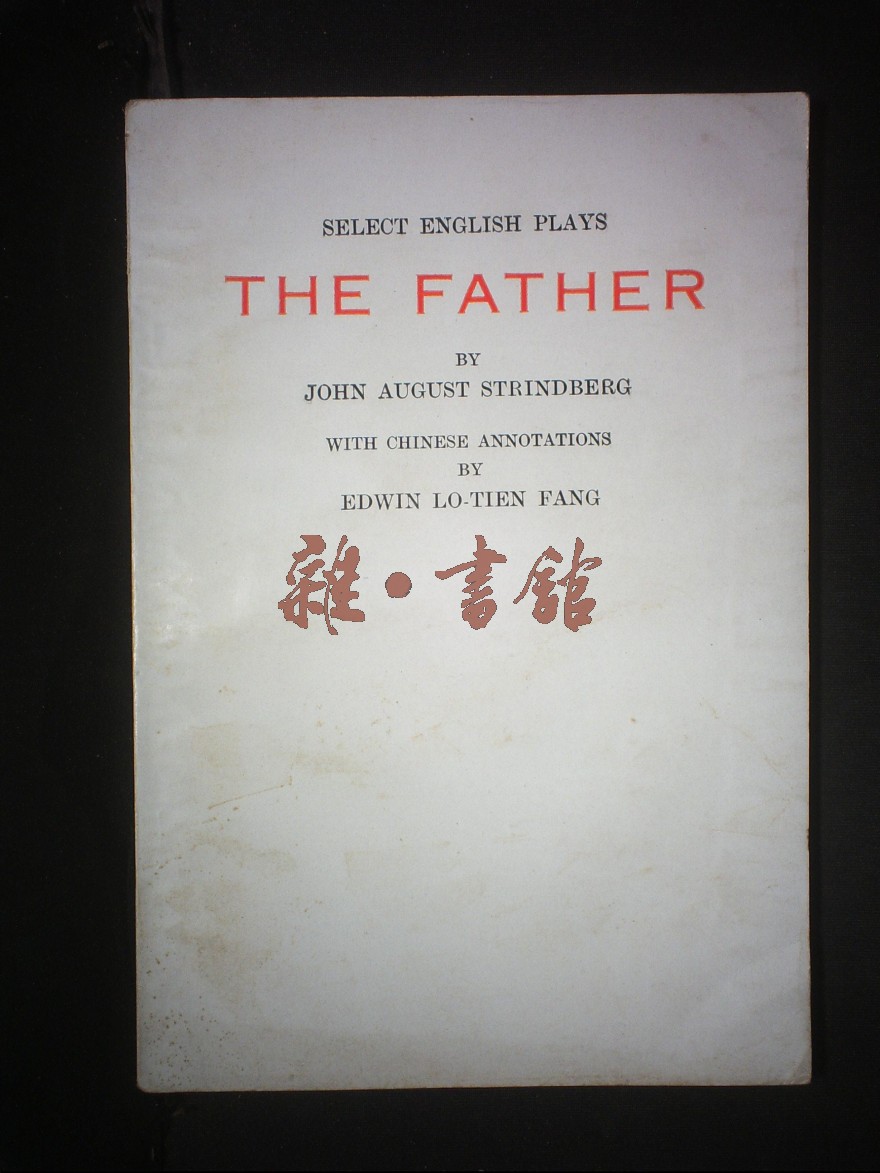 SELECT ENGLISH PLAYS
THE FATHER
BY
JOHN AUGUST STRINDBERG
WITH CHINESE ANNOTATIONS
BY
EDWIN LO-TIEN FANG
雜·書館